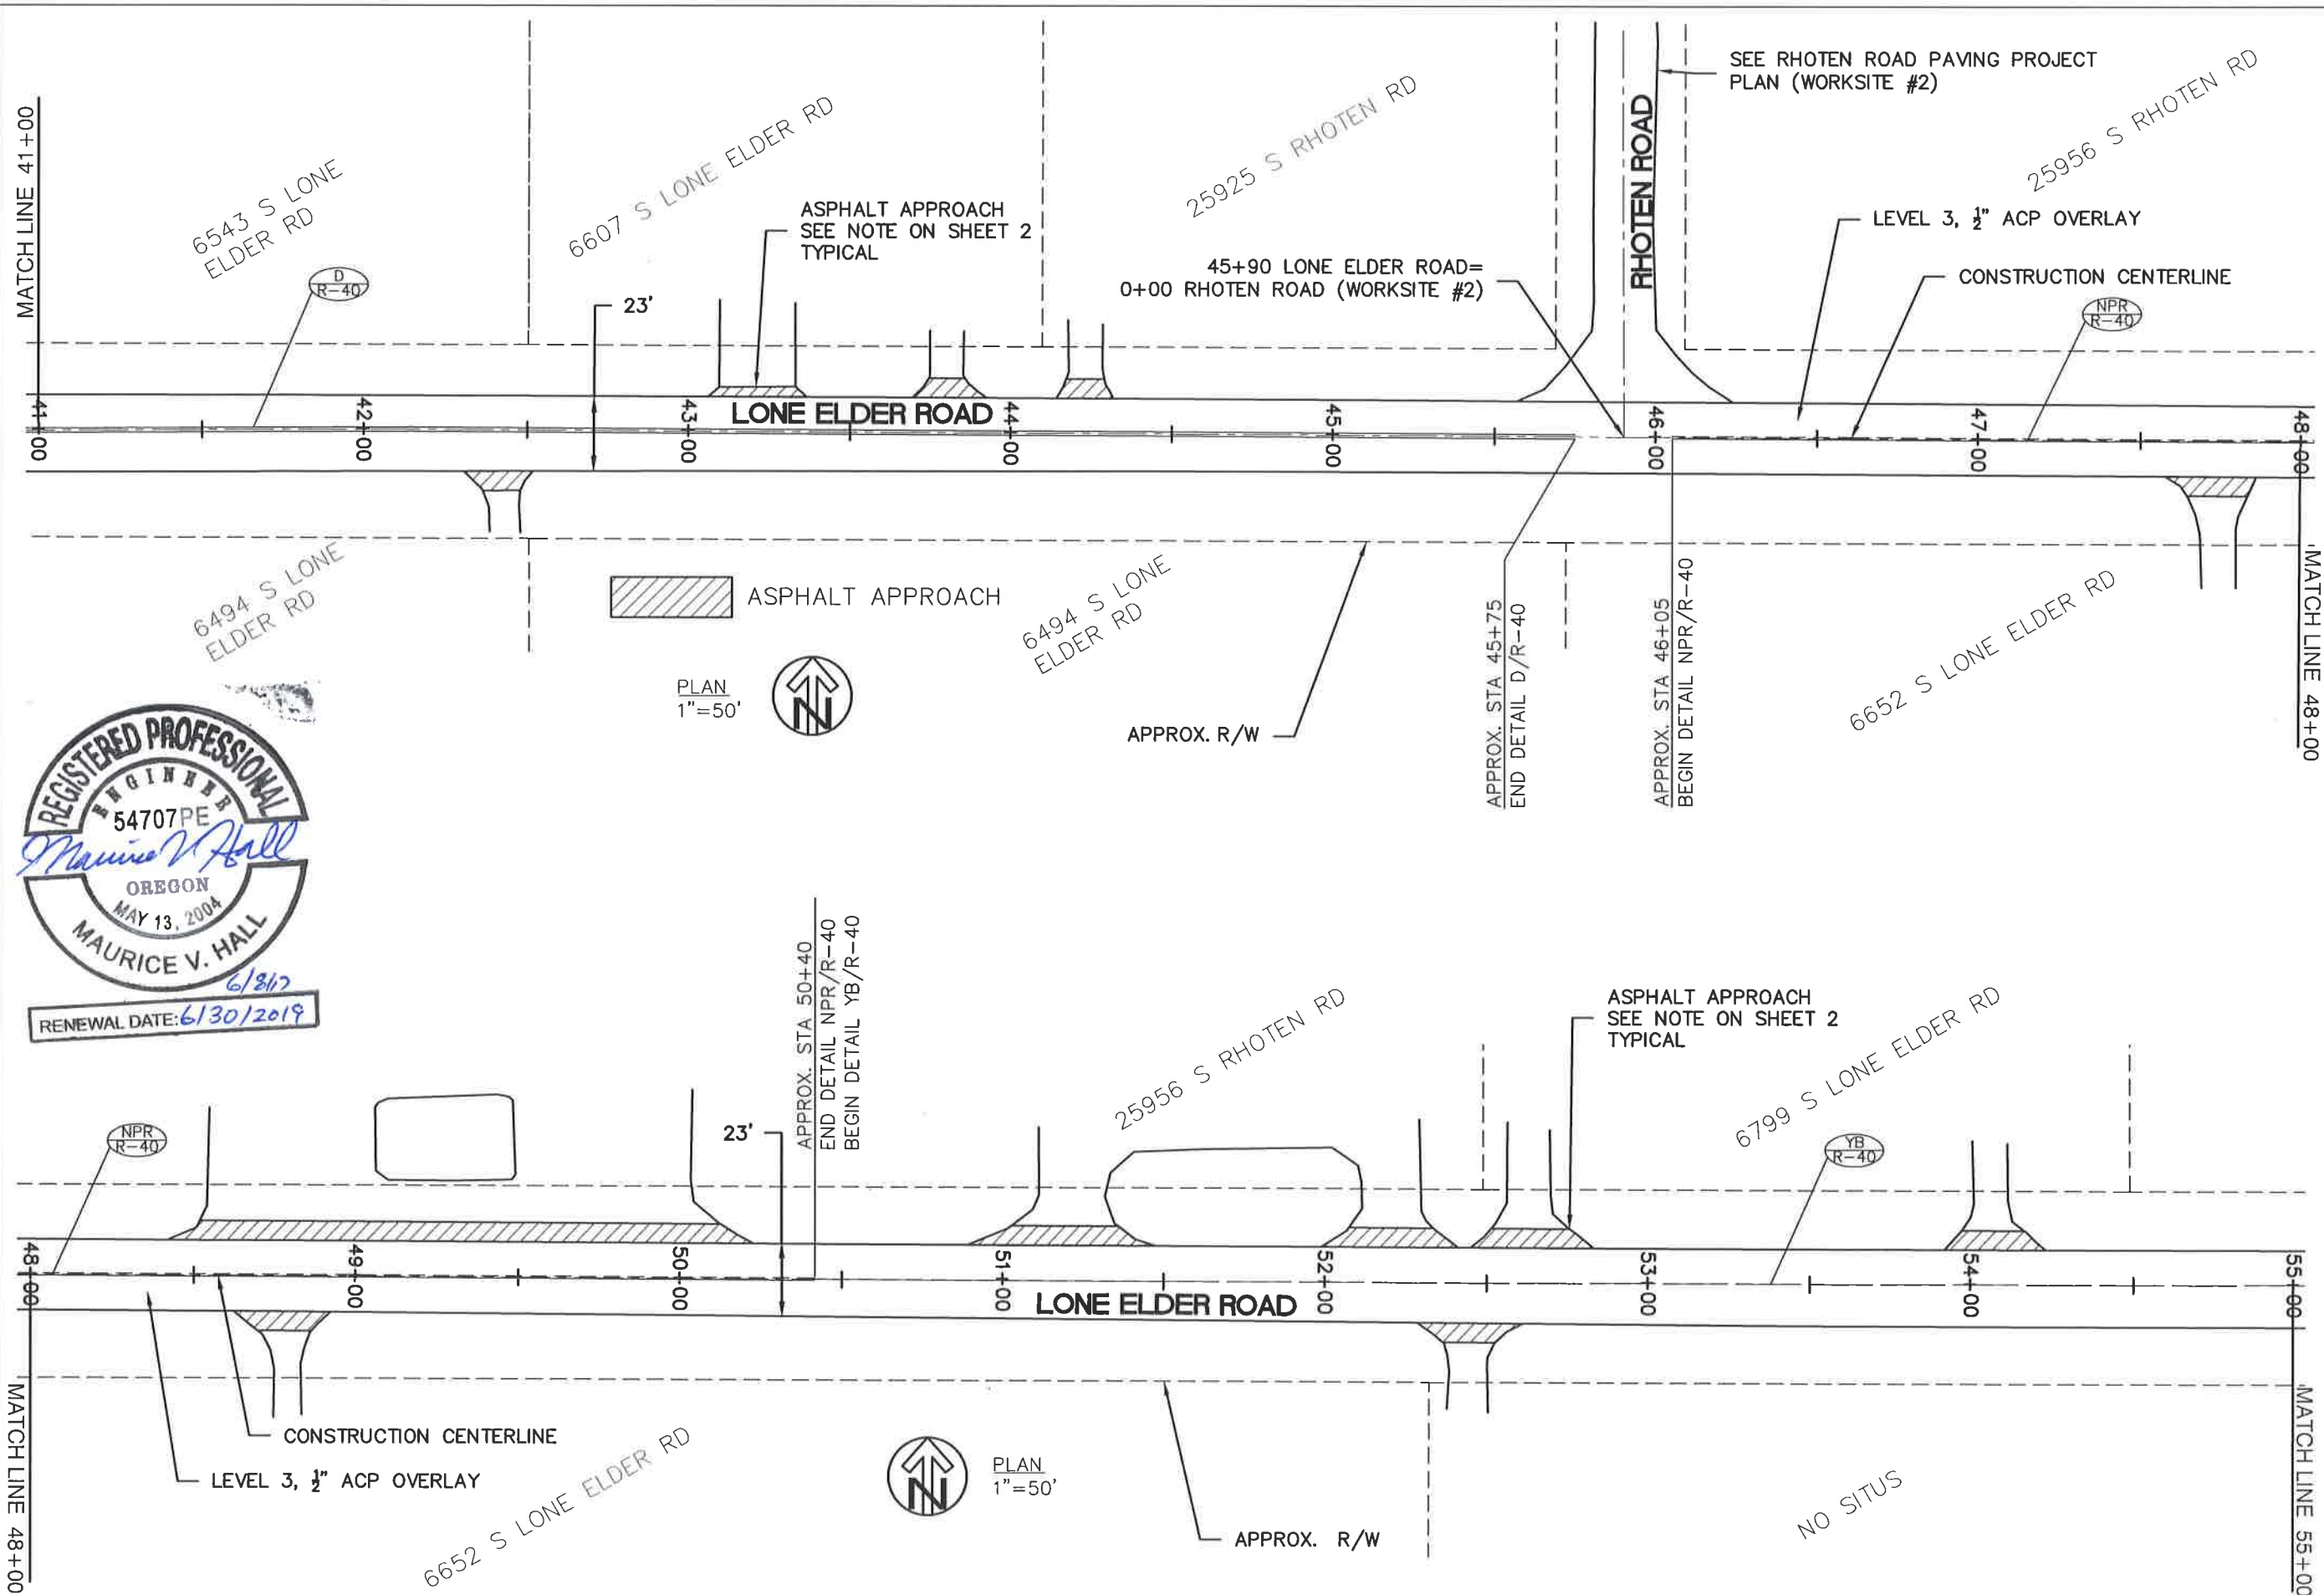 MATCH LINE 41+00
6543 S LONE
ELDER RD
D
R-40
6607 S LONE ELDER RD
23'
ASPHALT APPROACH
SEE NOTE ON SHEET 2
TYPICAL
25925 S RHOTEN RD
45+90 LONE ELDER ROAD=
0+00 RHOTEN ROAD (WORKSITE #2)
RHOTEN ROAD
SEE RHOTEN ROAD PAVING PROJECT
PLAN (WORKSITE #2)
25956 S RHOTEN RD
LEVEL 3, ½" ACP OVERLAY
CONSTRUCTION CENTERLINE
NPR
R-40
41+00
42+00
43+00
LONE ELDER ROAD
44+00
45+00
46+00
47+00
48+00
6494 S LONE
ELDER RD
ASPHALT APPROACH
PLAN
1"=50'
N
6494 S LONE
ELDER RD
APPROX. R/W
APPROX. STA 45+75
END DETAIL D/R-40
APPROX. STA 46+05
BEGIN DETAIL NPR/R-40
6652 S LONE ELDER RD
MATCH LINE 48+00
REGISTERED PROFESSIONAL
ENGINEER
54707PE
Maurice V Hall
OREGON
MAY 13, 2004
MAURICE V. HALL
6/8/17
RENEWAL DATE: 6/30/2019
NPR
R-40
23'
APPROX. STA 50+40
END DETAIL NPR/R-40
BEGIN DETAIL YB/R-40
25956 S RHOTEN RD
ASPHALT APPROACH
SEE NOTE ON SHEET 2
TYPICAL
6799 S LONE ELDER RD
YB
R-40
48+00
49+00
50+00
51+00
LONE ELDER ROAD
52+00
53+00
54+00
55+00
MATCH LINE 48+00
CONSTRUCTION CENTERLINE
LEVEL 3, ½" ACP OVERLAY
6652 S LONE ELDER RD
N
PLAN
1"=50'
APPROX. R/W
NO SITUS
MATCH LINE 55+00